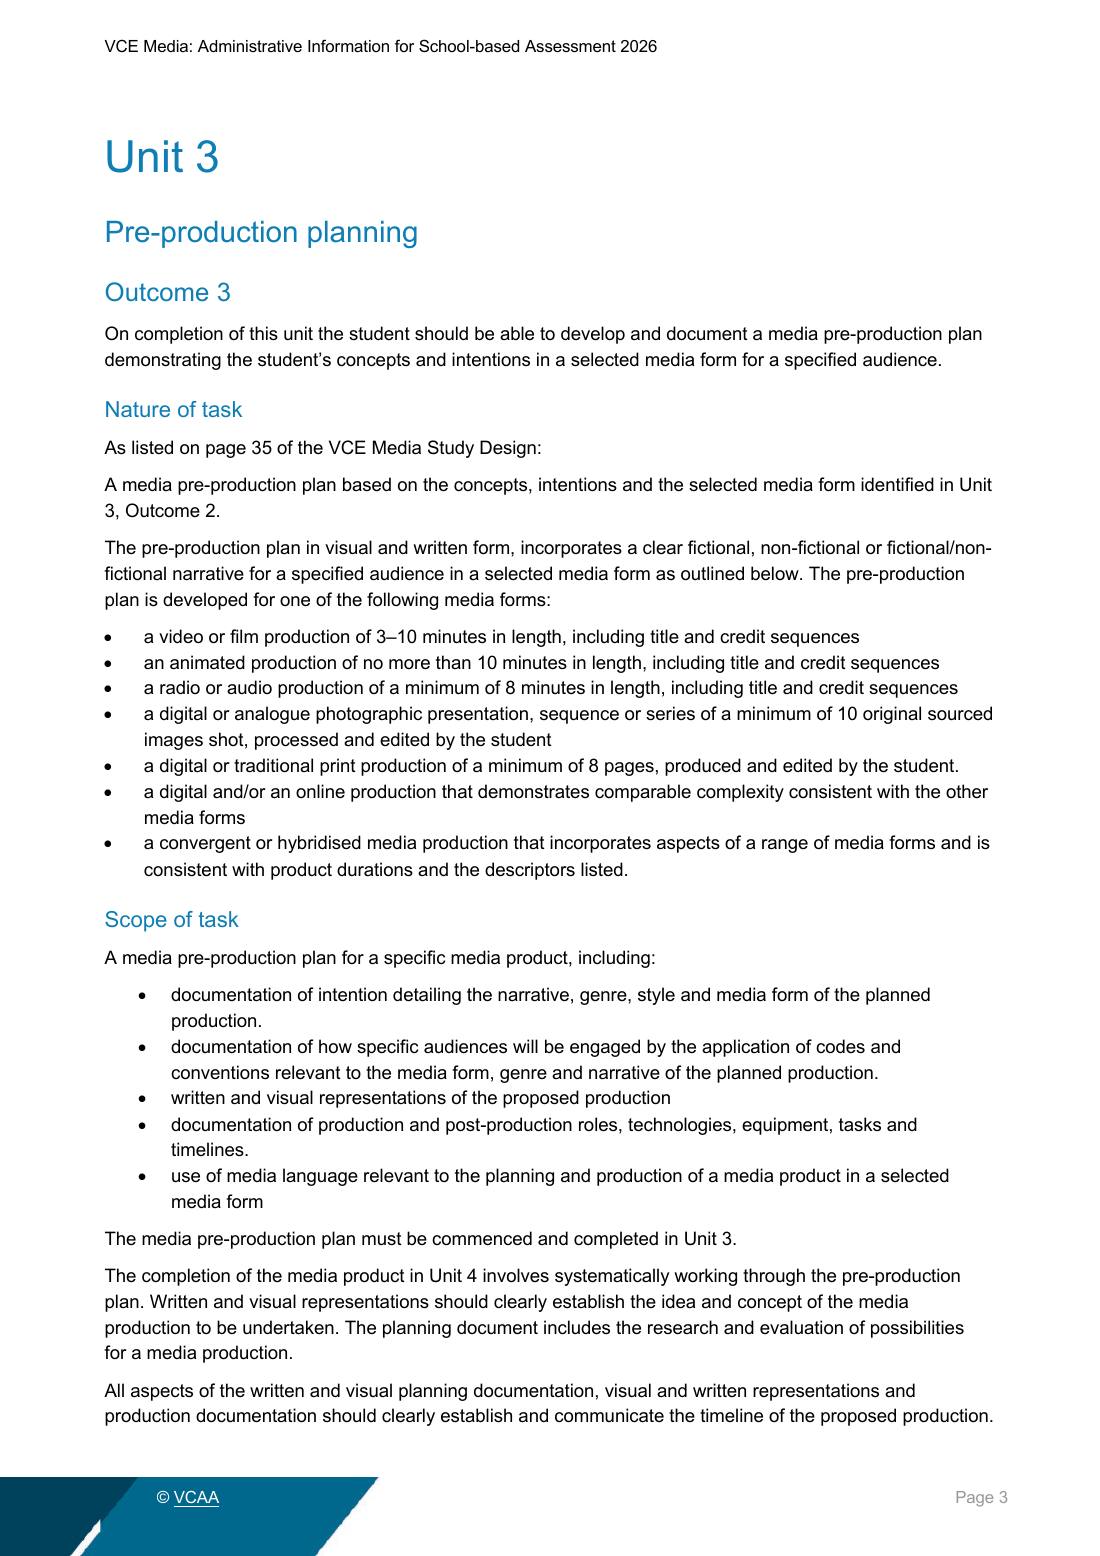 VCE Media: Administrative Information for School-based Assessment 2026
Unit 3
Pre-production planning
Outcome 3
On completion of this unit the student should be able to develop and document a media pre-production plan
demonstrating the student’s concepts and intentions in a selected media form for a specified audience.
Nature of task
As listed on page 35 of the VCE Media Study Design:
A media pre-production plan based on the concepts, intentions and the selected media form identified in Unit
3, Outcome 2.
The pre-production plan in visual and written form, incorporates a clear fictional, non-fictional or fictional/non-
fictional narrative for a specified audience in a selected media form as outlined below. The pre-production
plan is developed for one of the following media forms:
• a video or film production of 3–10 minutes in length, including title and credit sequences
• an animated production of no more than 10 minutes in length, including title and credit sequences
• a radio or audio production of a minimum of 8 minutes in length, including title and credit sequences
• a digital or analogue photographic presentation, sequence or series of a minimum of 10 original sourced
images shot, processed and edited by the student
• a digital or traditional print production of a minimum of 8 pages, produced and edited by the student.
• a digital and/or an online production that demonstrates comparable complexity consistent with the other
media forms
• a convergent or hybridised media production that incorporates aspects of a range of media forms and is
consistent with product durations and the descriptors listed.
Scope of task
A media pre-production plan for a specific media product, including:
• documentation of intention detailing the narrative, genre, style and media form of the planned
production.
• documentation of how specific audiences will be engaged by the application of codes and
conventions relevant to the media form, genre and narrative of the planned production.
• written and visual representations of the proposed production
• documentation of production and post-production roles, technologies, equipment, tasks and
timelines.
• use of media language relevant to the planning and production of a media product in a selected
media form
The media pre-production plan must be commenced and completed in Unit 3.
The completion of the media product in Unit 4 involves systematically working through the pre-production
plan. Written and visual representations should clearly establish the idea and concept of the media
production to be undertaken. The planning document includes the research and evaluation of possibilities
for a media production.
All aspects of the written and visual planning documentation, visual and written representations and
production documentation should clearly establish and communicate the timeline of the proposed production.
© VCAA
Page 3